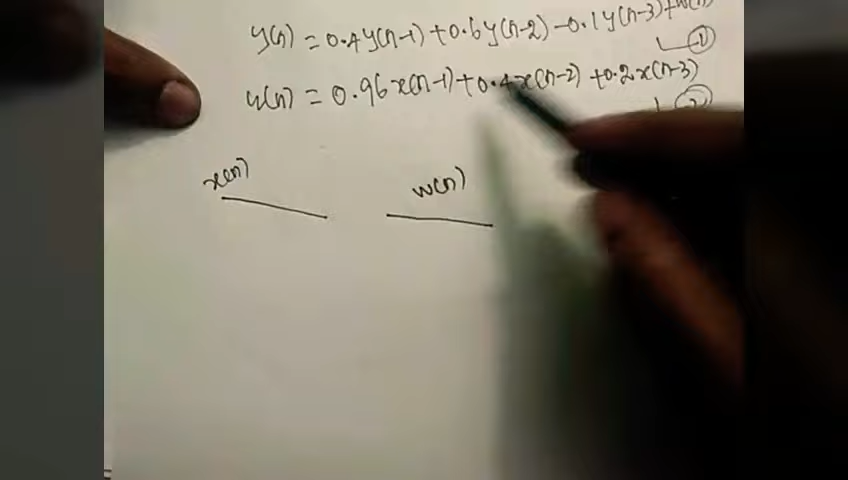 y(n) = 0.4y(n-1) + 0.6y(n-2) - 0.1y(n-3) + w(n)
1
w(n) = 0.96x(n-1) + 0.4x(n-2) + 0.2x(n-3)
2
x(n) w(n)